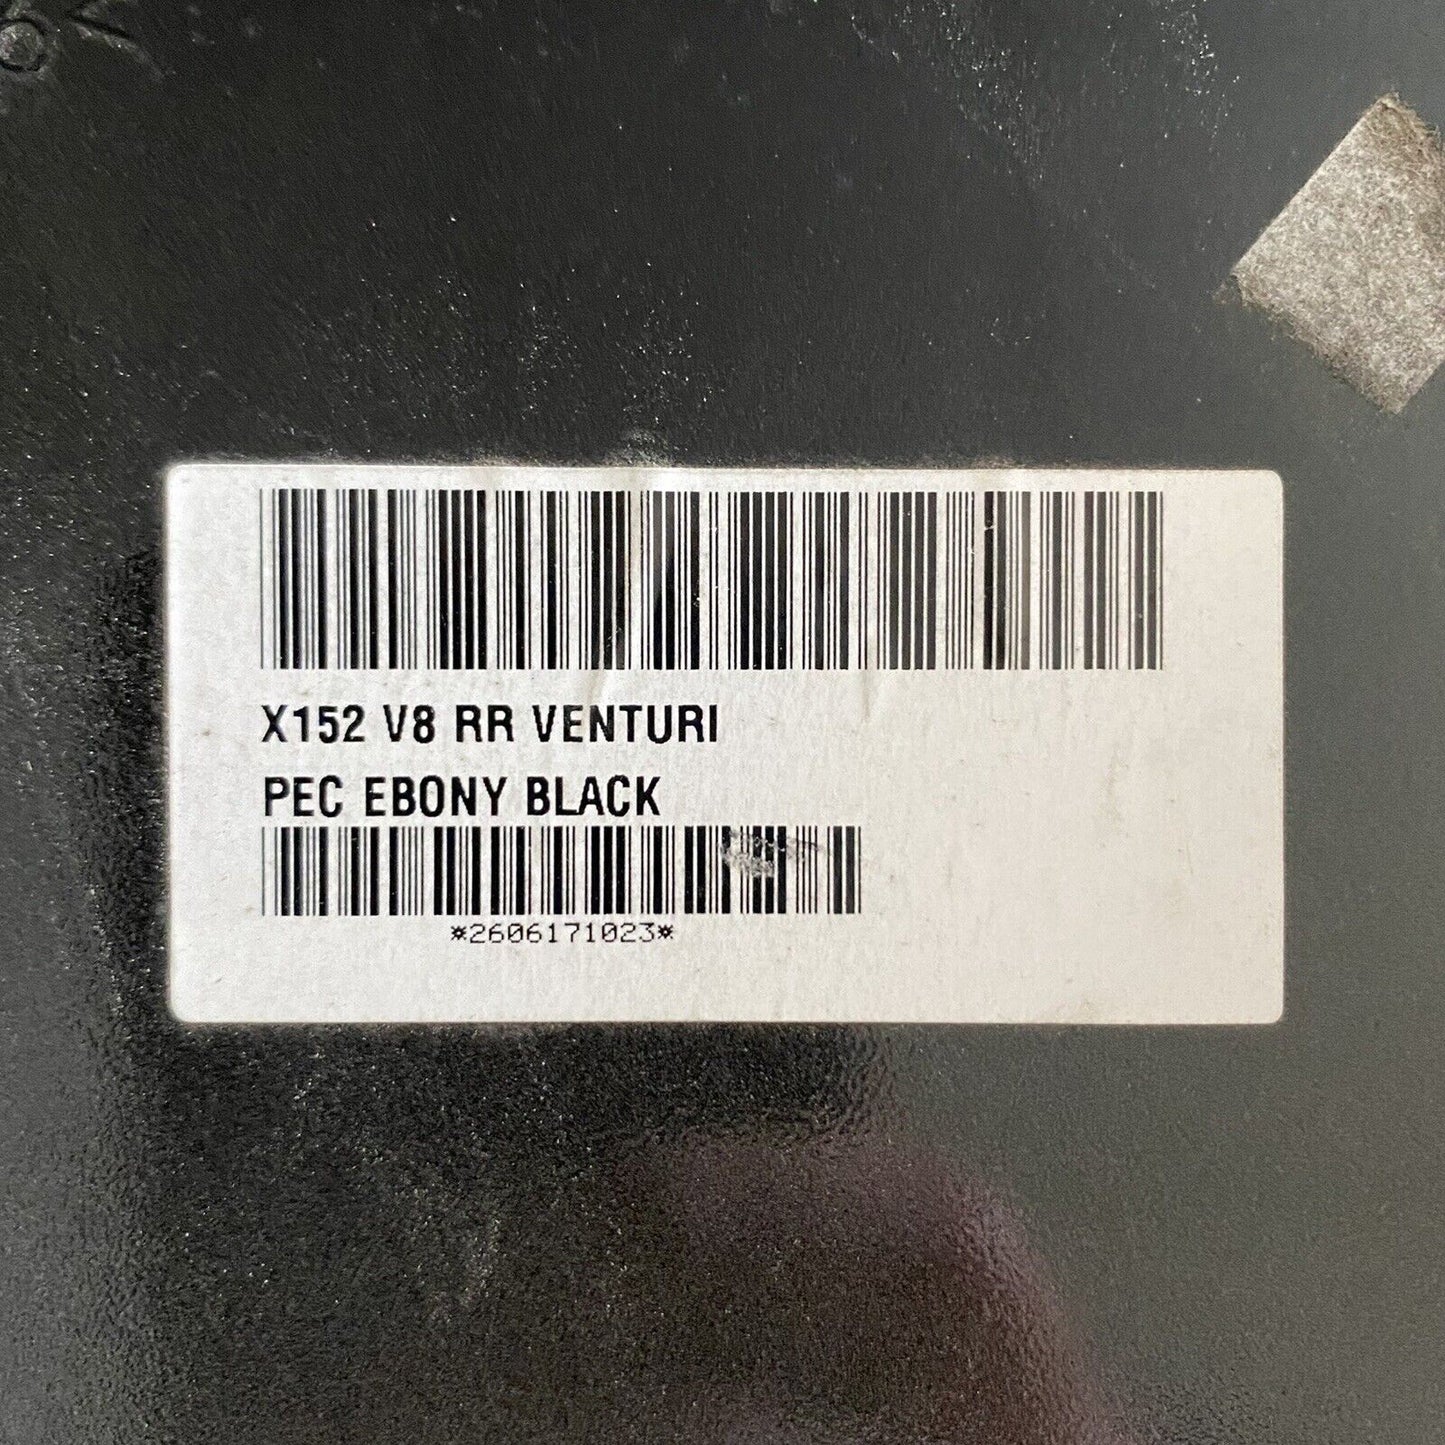 X152 V8 RR VENTURI
PEC EBONY BLACK
*2606171023*